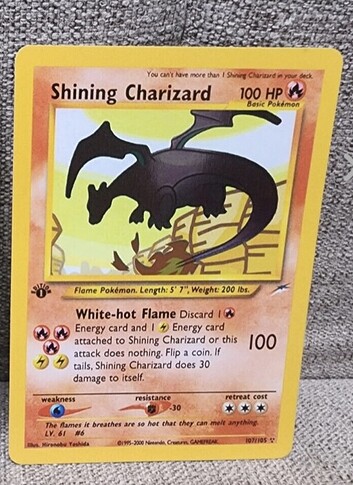 You can't have more than 1 Shining Charizard in your deck.
Shining Charizard 100 HP
Basic Pokémon
EDITION
1
Flame Pokémon. Length: 5' 7", Weight: 200 lbs.
White-hot Flame Discard 1
Energy card and 1 Energy card
attached to Shining Charizard or this
attack does nothing. Flip a coin. If
tails, Shining Charizard does 30
damage to itself.
100
weakness resistance retreat cost
-30
The flames it breathes are so hot that they can melt anything.
LV. 61 #6
Illus. Hironobu Yoshida ©1995-2000 Nintendo, Creatures, GAMEFREAK. 107/105